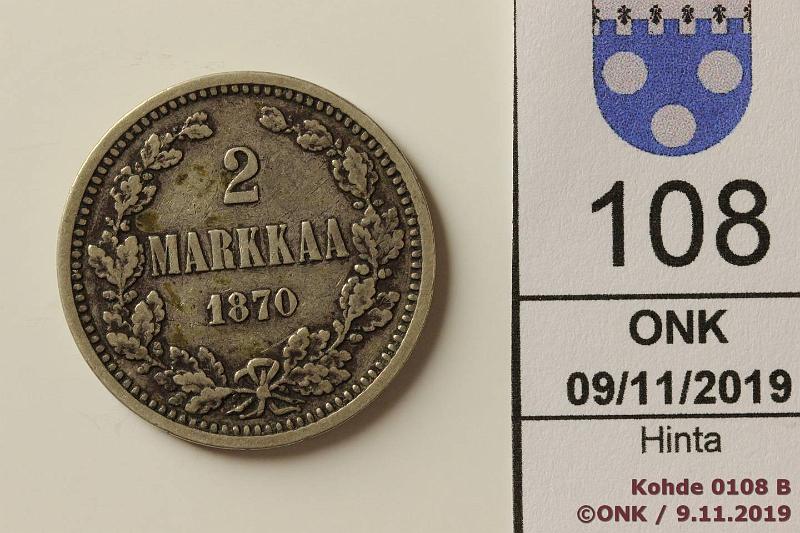 2
MARKKAA
1870
108
ONK
09/11/2019
Hinta
Kohde 0108 B
©ONK / 9.11.2019